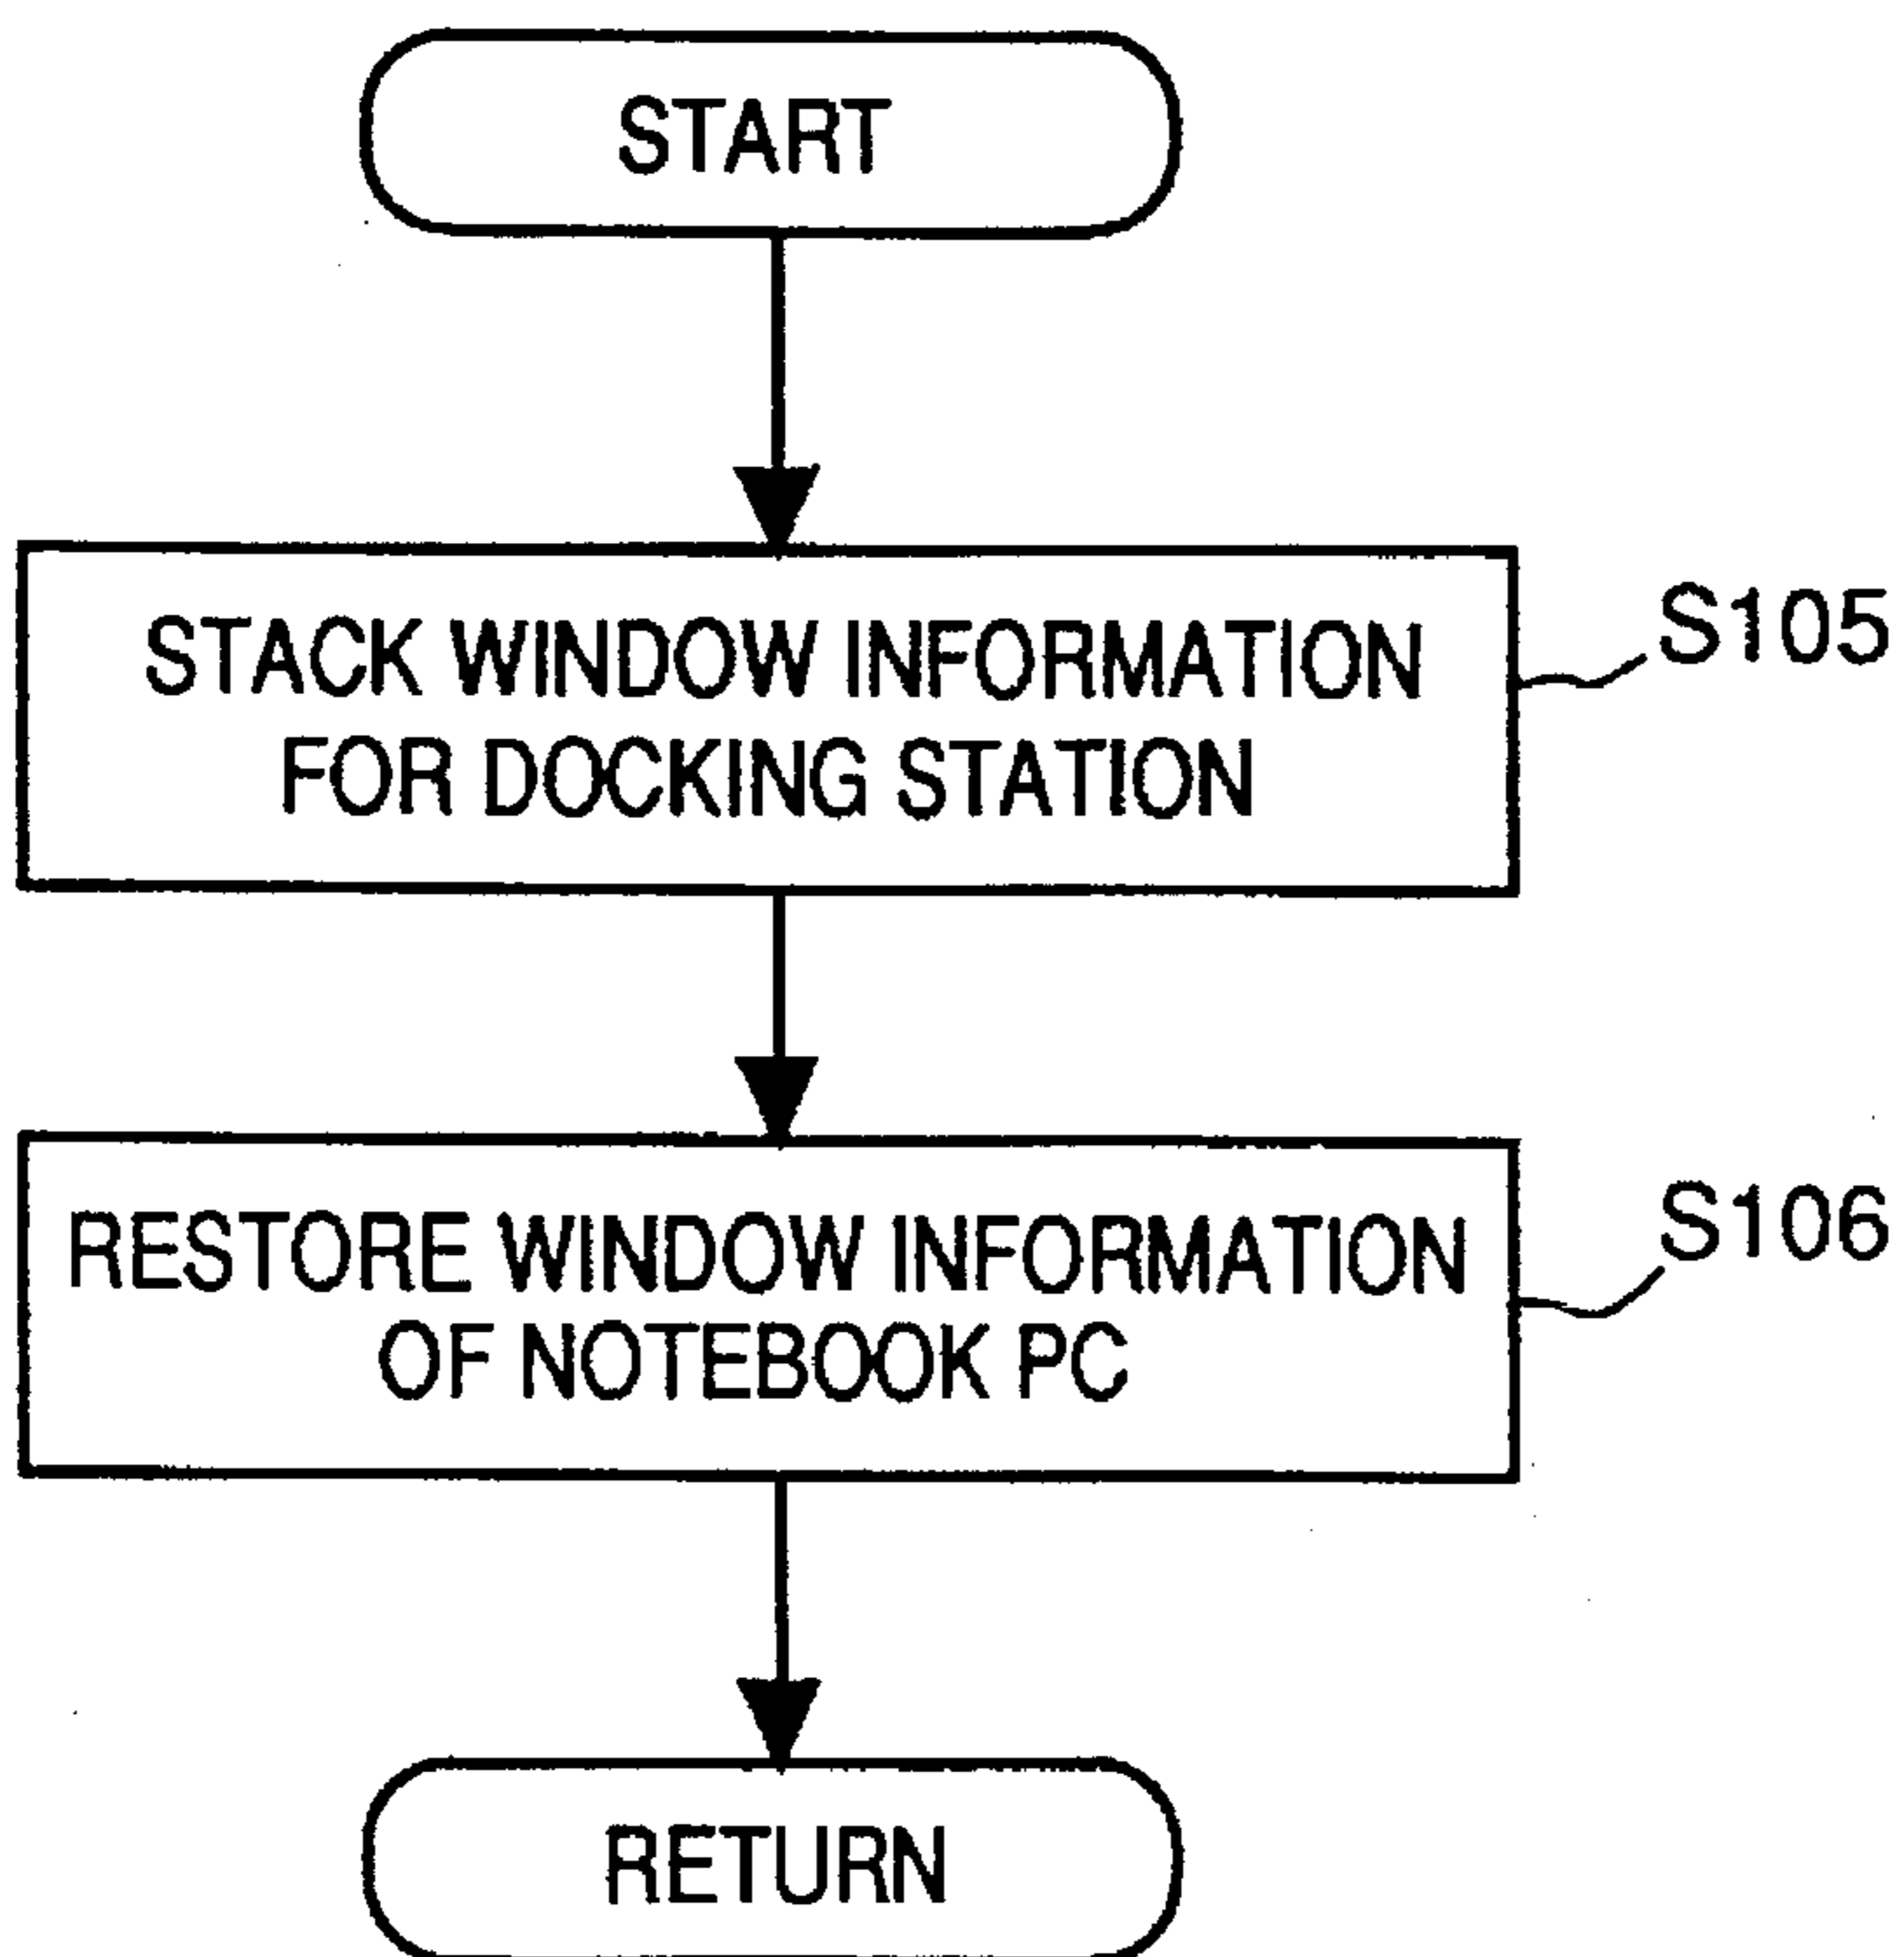 START
STACK WINDOW INFORMATION
FOR DOCKING STATION
S105
RESTORE WINDOW INFORMATION
OF NOTEBOOK PC
S106
RETURN